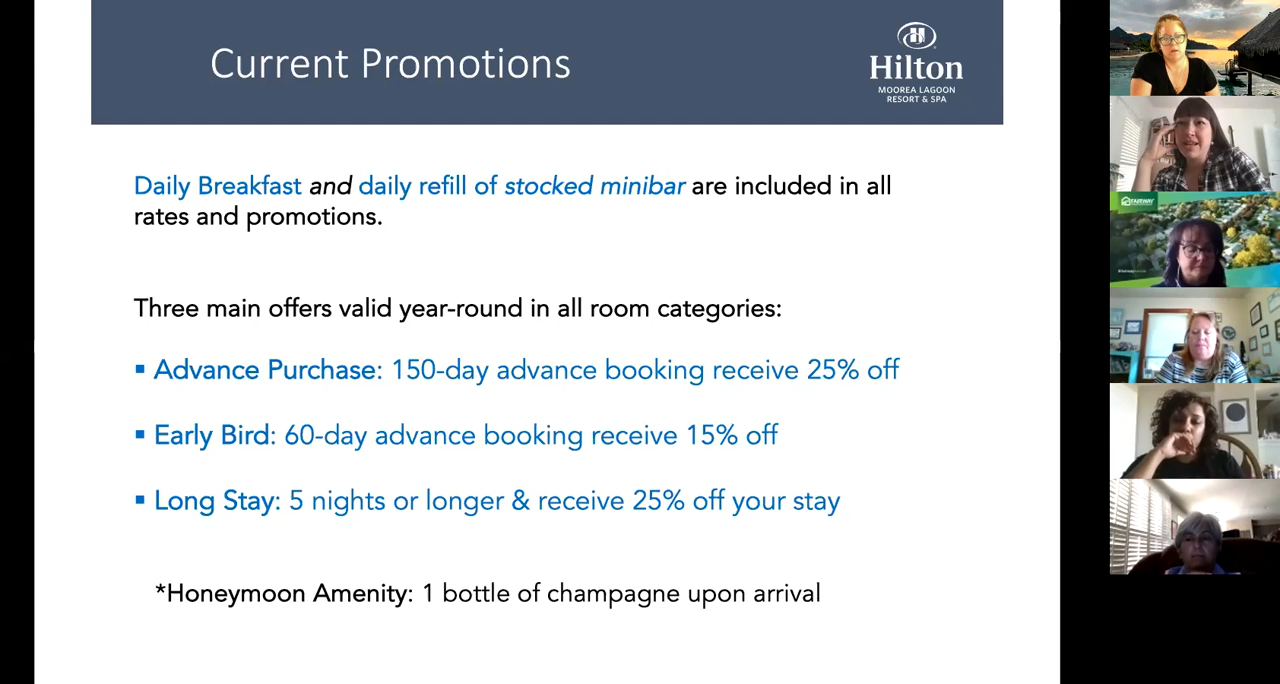 Current Promotions
Hilton
MOOREA LAGOON
RESORT & SPA
Daily Breakfast and daily refill of stocked minibar are included in all
rates and promotions.
Three main offers valid year-round in all room categories:
▪ Advance Purchase: 150-day advance booking receive 25% off
▪ Early Bird: 60-day advance booking receive 15% off
▪ Long Stay: 5 nights or longer & receive 25% off your stay
*Honeymoon Amenity: 1 bottle of champagne upon arrival
FAIRWAY